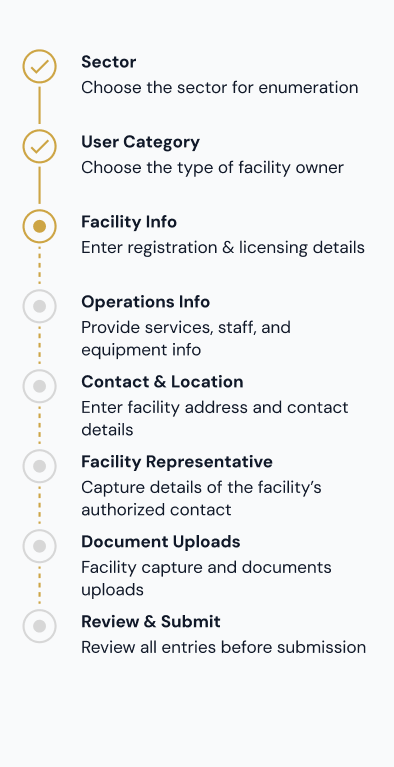 Sector
Choose the sector for enumeration
User Category
Choose the type of facility owner
Facility Info
Enter registration & licensing details
Operations Info
Provide services, staff, and
equipment info
Contact & Location
Enter facility address and contact
details
Facility Representative
Capture details of the facility’s
authorized contact
Document Uploads
Facility capture and documents
uploads
Review & Submit
Review all entries before submission